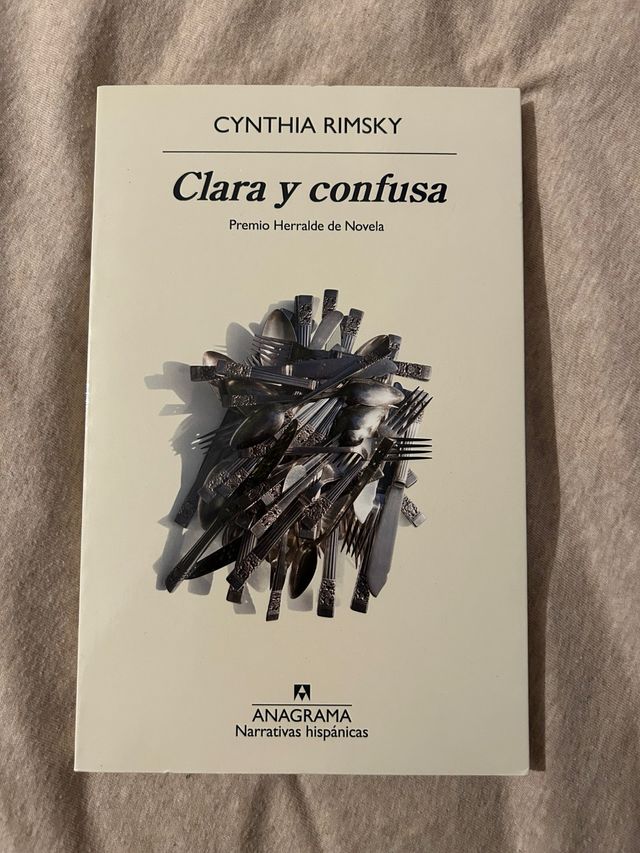 CYNTHIA RIMSKY
Clara y confusa
Premio Herralde de Novela
ANAGRAMA
Narrativas hispánicas